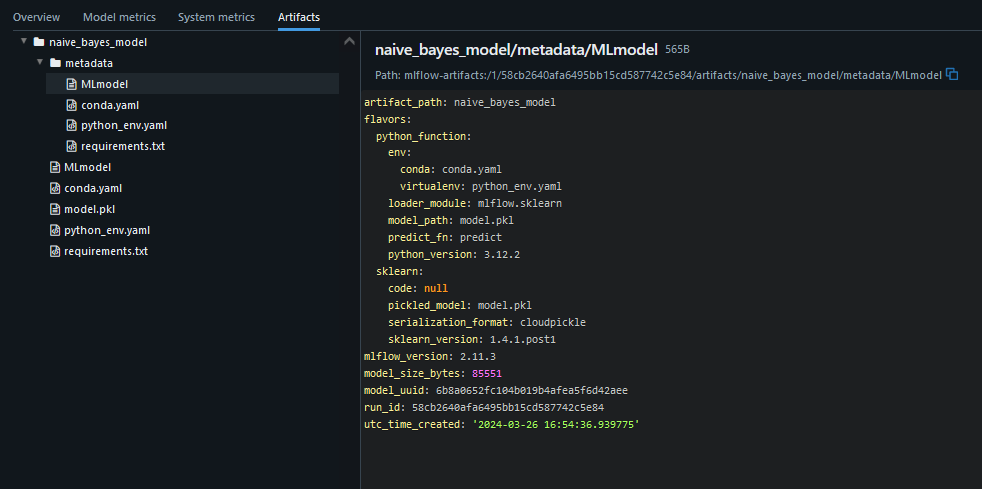 Overview Model metrics System metrics Artifacts
naive_bayes_model
metadata
MLmodel
conda.yaml
python_env.yaml
requirements.txt
MLmodel
conda.yaml
model.pkl
python_env.yaml
requirements.txt
naive_bayes_model/metadata/MLmodel 565B
Path: mlflow-artifacts:/1/58cb2640afa6495bb15cd587742c5e84/artifacts/naive_bayes_model/metadata/MLmodel
artifact_path: naive_bayes_model
flavors:
  python_function:
    env:
      conda: conda.yaml
      virtualenv: python_env.yaml
    loader_module: mlflow.sklearn
    model_path: model.pkl
    predict_fn: predict
    python_version: 3.12.2
  sklearn:
    code: null
    pickled_model: model.pkl
    serialization_format: cloudpickle
    sklearn_version: 1.4.1.post1
mlflow_version: 2.11.3
model_size_bytes: 85551
model_uuid: 6b8a0652fc104b019b4afea5f6d42aee
run_id: 58cb2640afa6495bb15cd587742c5e84
utc_time_created: '2024-03-26 16:54:36.939775'